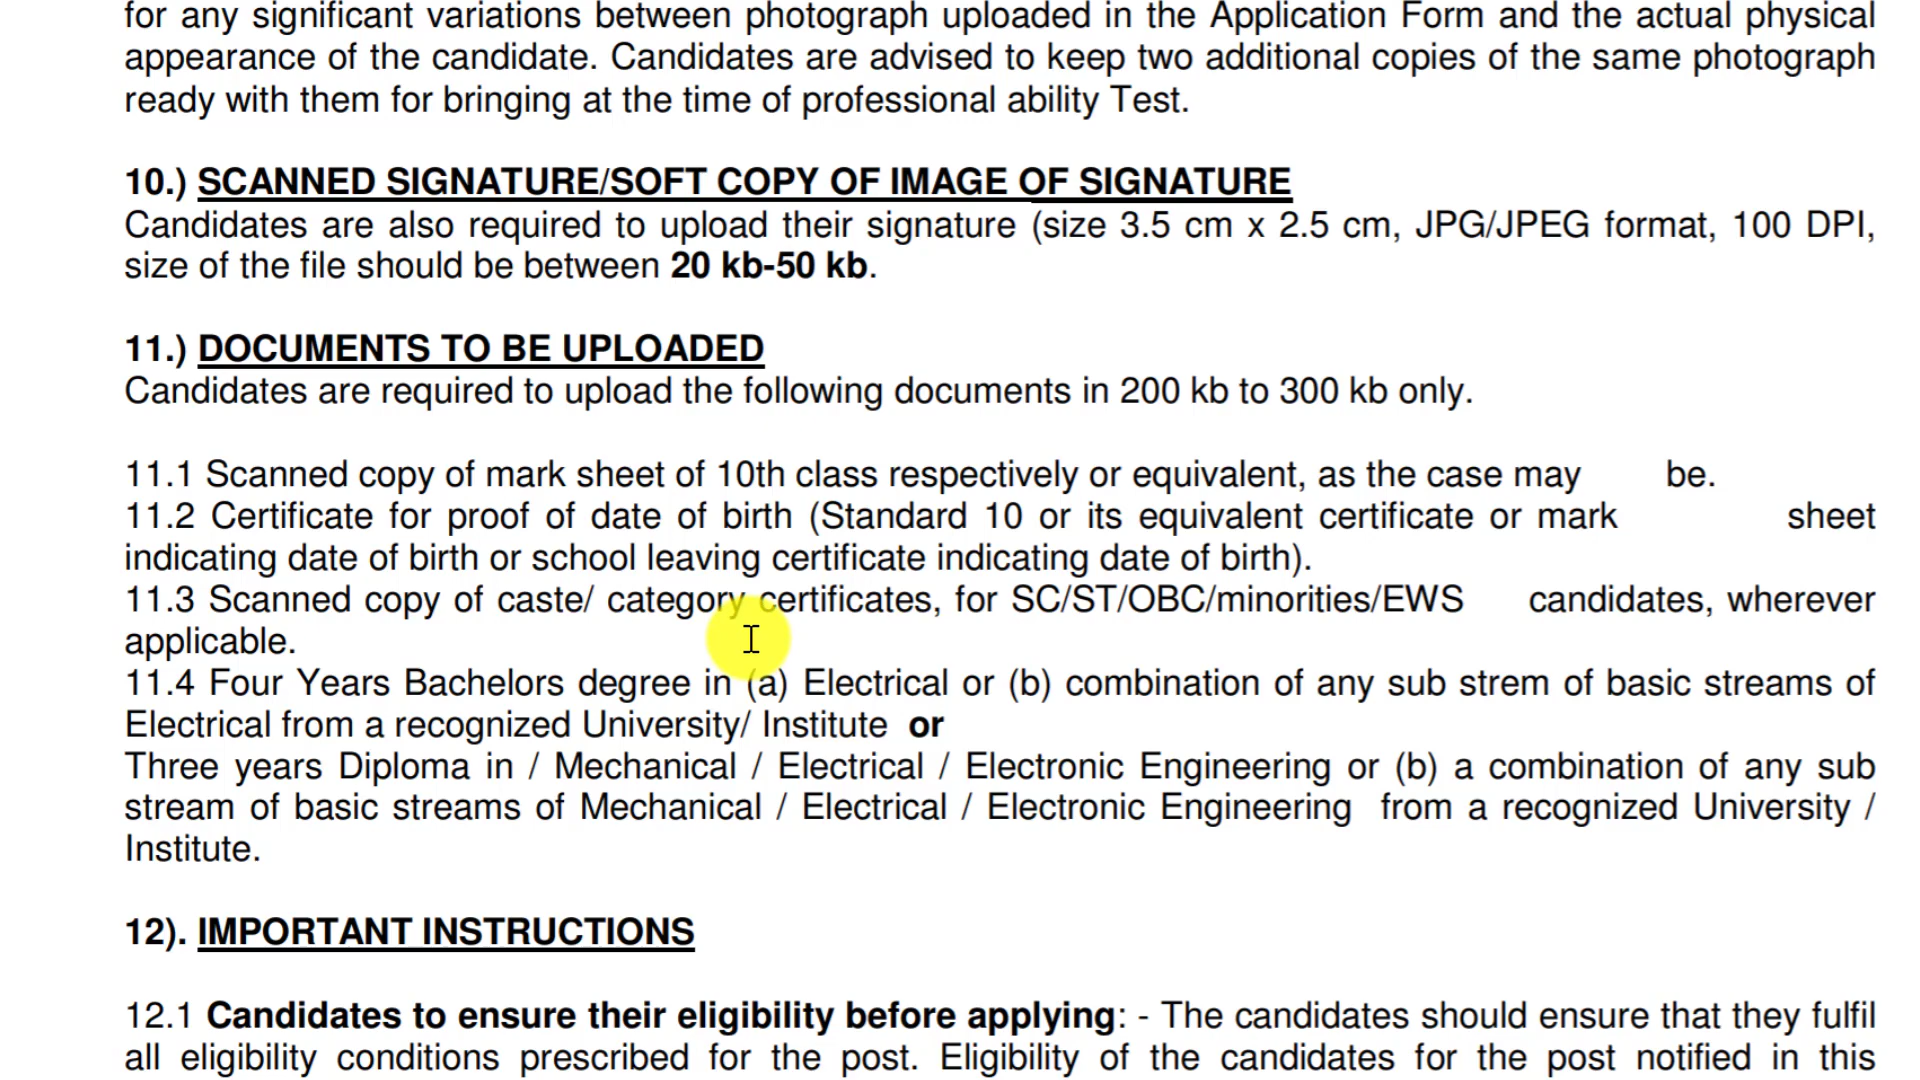 for any significant variations between photograph uploaded in the Application Form and the actual physical
appearance of the candidate. Candidates are advised to keep two additional copies of the same photograph
ready with them for bringing at the time of professional ability Test.
10.) SCANNED SIGNATURE/SOFT COPY OF IMAGE OF SIGNATURE
Candidates are also required to upload their signature (size 3.5 cm x 2.5 cm, JPG/JPEG format, 100 DPI,
size of the file should be between 20 kb-50 kb.
11.) DOCUMENTS TO BE UPLOADED
Candidates are required to upload the following documents in 200 kb to 300 kb only.
11.1 Scanned copy of mark sheet of 10th class respectively or equivalent, as the case may be.
11.2 Certificate for proof of date of birth (Standard 10 or its equivalent certificate or mark sheet
indicating date of birth or school leaving certificate indicating date of birth).
11.3 Scanned copy of caste/ category certificates, for SC/ST/OBC/minorities/EWS candidates, wherever
applicable.
11.4 Four Years Bachelors degree in (a) Electrical or (b) combination of any sub strem of basic streams of
Electrical from a recognized University/ Institute or
Three years Diploma in / Mechanical / Electrical / Electronic Engineering or (b) a combination of any sub
stream of basic streams of Mechanical / Electrical / Electronic Engineering from a recognized University /
Institute.
12). IMPORTANT INSTRUCTIONS
12.1 Candidates to ensure their eligibility before applying: - The candidates should ensure that they fulfil
all eligibility conditions prescribed for the post. Eligibility of the candidates for the post notified in this